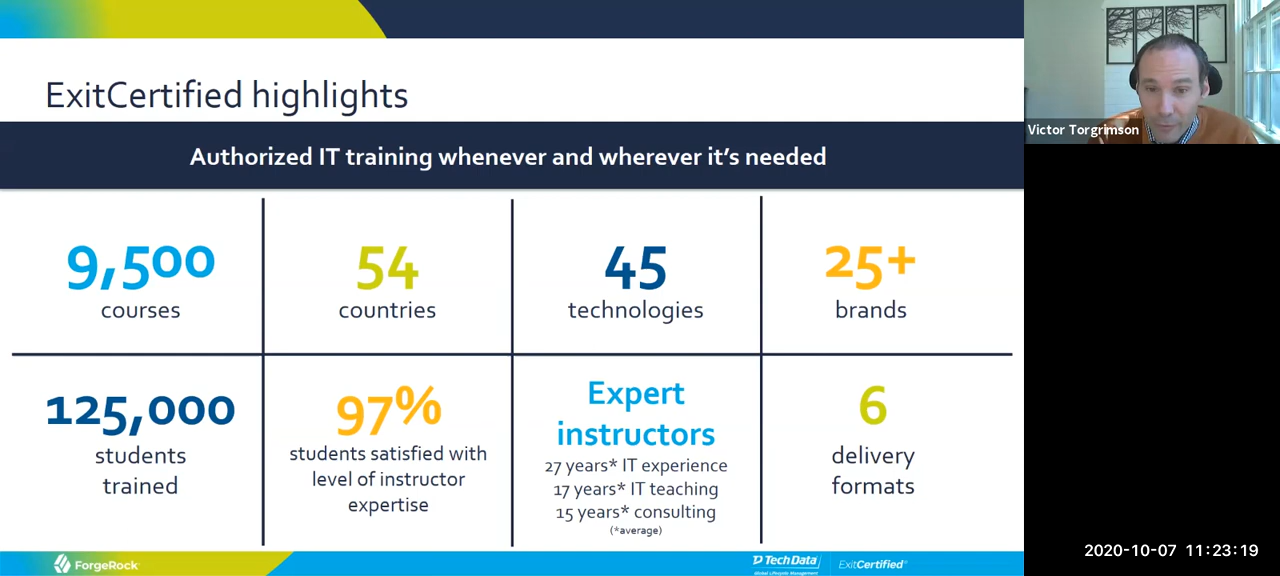 ExitCertified highlights
Authorized IT training whenever and wherever it's needed
9,500
courses
54
countries
45
technologies
25+
brands
125,000
students
trained
97%
students satisfied with
level of instructor
expertise
Expert
instructors
27 years* IT experience
17 years* IT teaching
15 years* consulting
(*average)
6
delivery
formats
ForgeRock
Tech Data
Global Lifecycle Management
ExitCertified®
Victor Torgrimson
2020-10-07 11:23:19